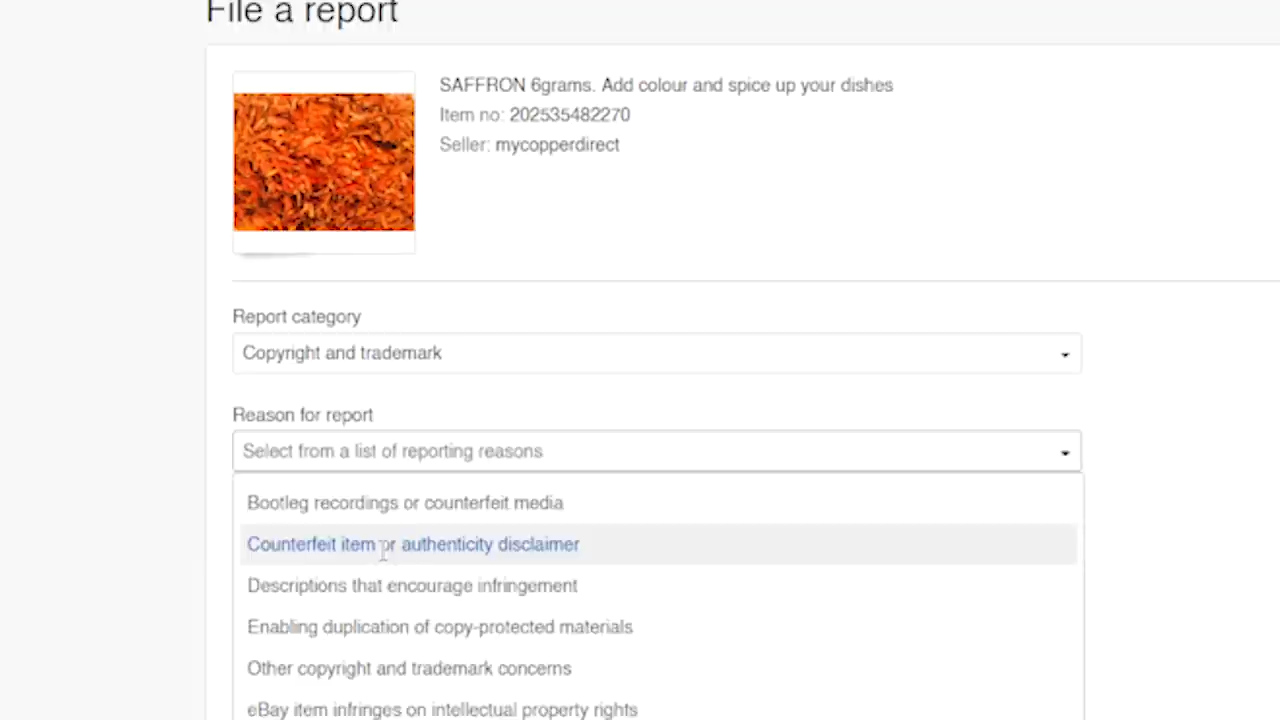 File a report
SAFFRON 6grams. Add colour and spice up your dishes
Item no: 202535482270
Seller: mycopperdirect
Report category
Copyright and trademark
Reason for report
Select from a list of reporting reasons
Bootleg recordings or counterfeit media
Counterfeit item or authenticity disclaimer
Descriptions that encourage infringement
Enabling duplication of copy-protected materials
Other copyright and trademark concerns
eBay item infringes on intellectual property rights